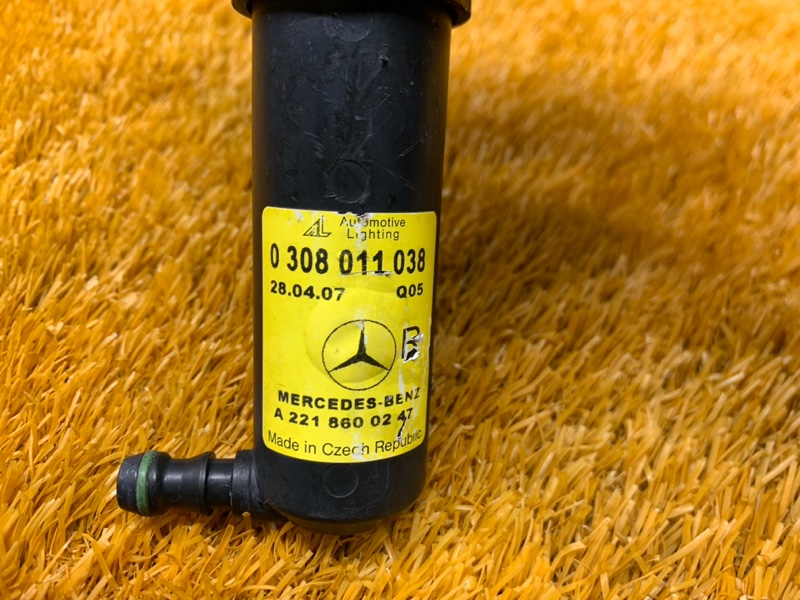 AL Automotive
Lighting
0 308 011 038
28.04.07 Q05
B
MERCEDES-BENZ
A 221 860 02 47
Made in Czech Republic